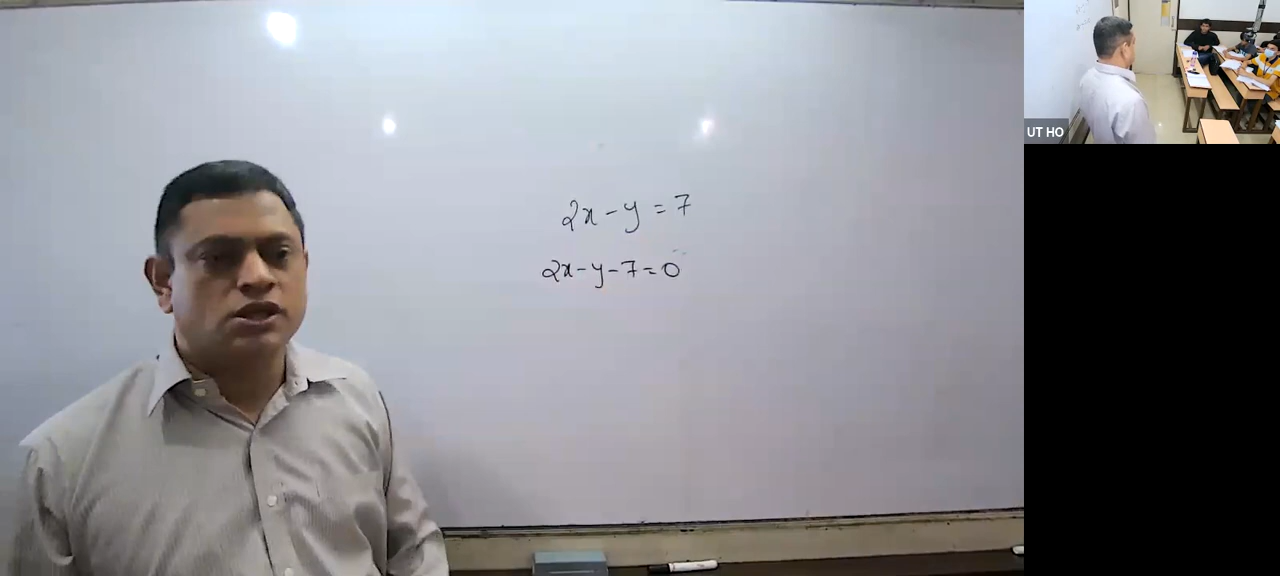 2x - y = 7
2x - y - 7 = 0
UT HO